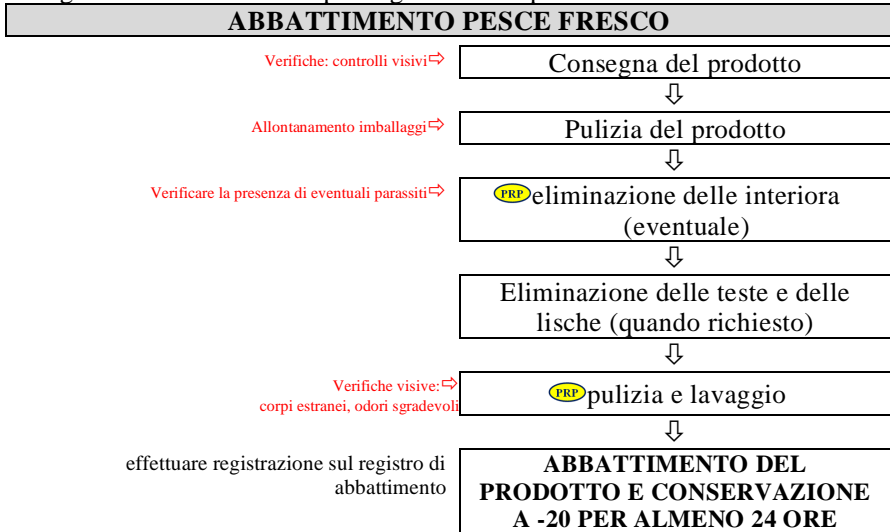 ABBATTIMENTO PESCE FRESCO
Verifiche: controlli visivi⇨
Consegna del prodotto
⇩
Allontanamento imballaggi⇨
Pulizia del prodotto
⇩
Verificare la presenza di eventuali parassiti⇨
PRP eliminazione delle interiora
(eventuale)
⇩
Eliminazione delle teste e delle
lische (quando richiesto)
⇩
Verifiche visive:⇨
corpi estranei, odori sgradevoli
PRP pulizia e lavaggio
⇩
effettuare registrazione sul registro di
abbattimento
ABBATTIMENTO DEL
PRODOTTO E CONSERVAZIONE
A -20 PER ALMENO 24 ORE